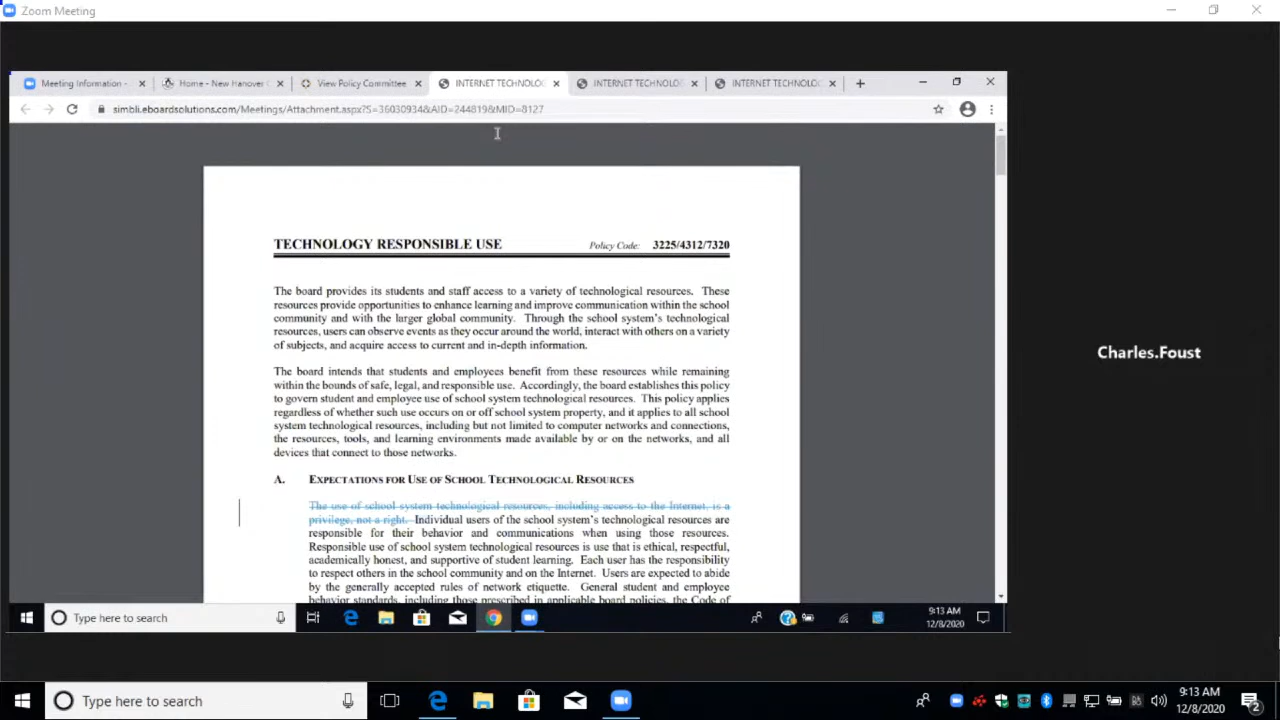 Zoom Meeting
Meeting Information -
Home - New Hanover
View Policy Committee
INTERNET TECHNOLO
INTERNET TECHNOLO
INTERNET TECHNOLO
simbli.eboardsolutions.com/Meetings/Attachment.aspx?S=36030934&AID=244819&MID=8127
TECHNOLOGY RESPONSIBLE USE Policy Code: 3225/4312/7320
The board provides its students and staff access to a variety of technological resources. These
resources provide opportunities to enhance learning and improve communication within the school
community and with the larger global community. Through the school system's technological
resources, users can observe events as they occur around the world, interact with others on a variety
of subjects, and acquire access to current and in-depth information.
The board intends that students and employees benefit from these resources while remaining
within the bounds of safe, legal, and responsible use. Accordingly, the board establishes this policy
to govern student and employee use of school system technological resources. This policy applies
regardless of whether such use occurs on or off school system property, and it applies to all school
system technological resources, including but not limited to computer networks and connections,
the resources, tools, and learning environments made available by or on the networks, and all
devices that connect to those networks.
A. EXPECTATIONS FOR USE OF SCHOOL TECHNOLOGICAL RESOURCES
The use of school system technological resources, including access to the Internet, is a
privilege, not a right. Individual users of the school system's technological resources are
responsible for their behavior and communications when using those resources.
Responsible use of school system technological resources is use that is ethical, respectful,
academically honest, and supportive of student learning. Each user has the responsibility
to respect others in the school community and on the Internet. Users are expected to abide
by the generally accepted rules of network etiquette. General student and employee
behavior standards, including those prescribed in applicable board policies, the Code of
Charles.Foust
Type here to search
9:13 AM
12/8/2020
Type here to search
9:13 AM
12/8/2020
2